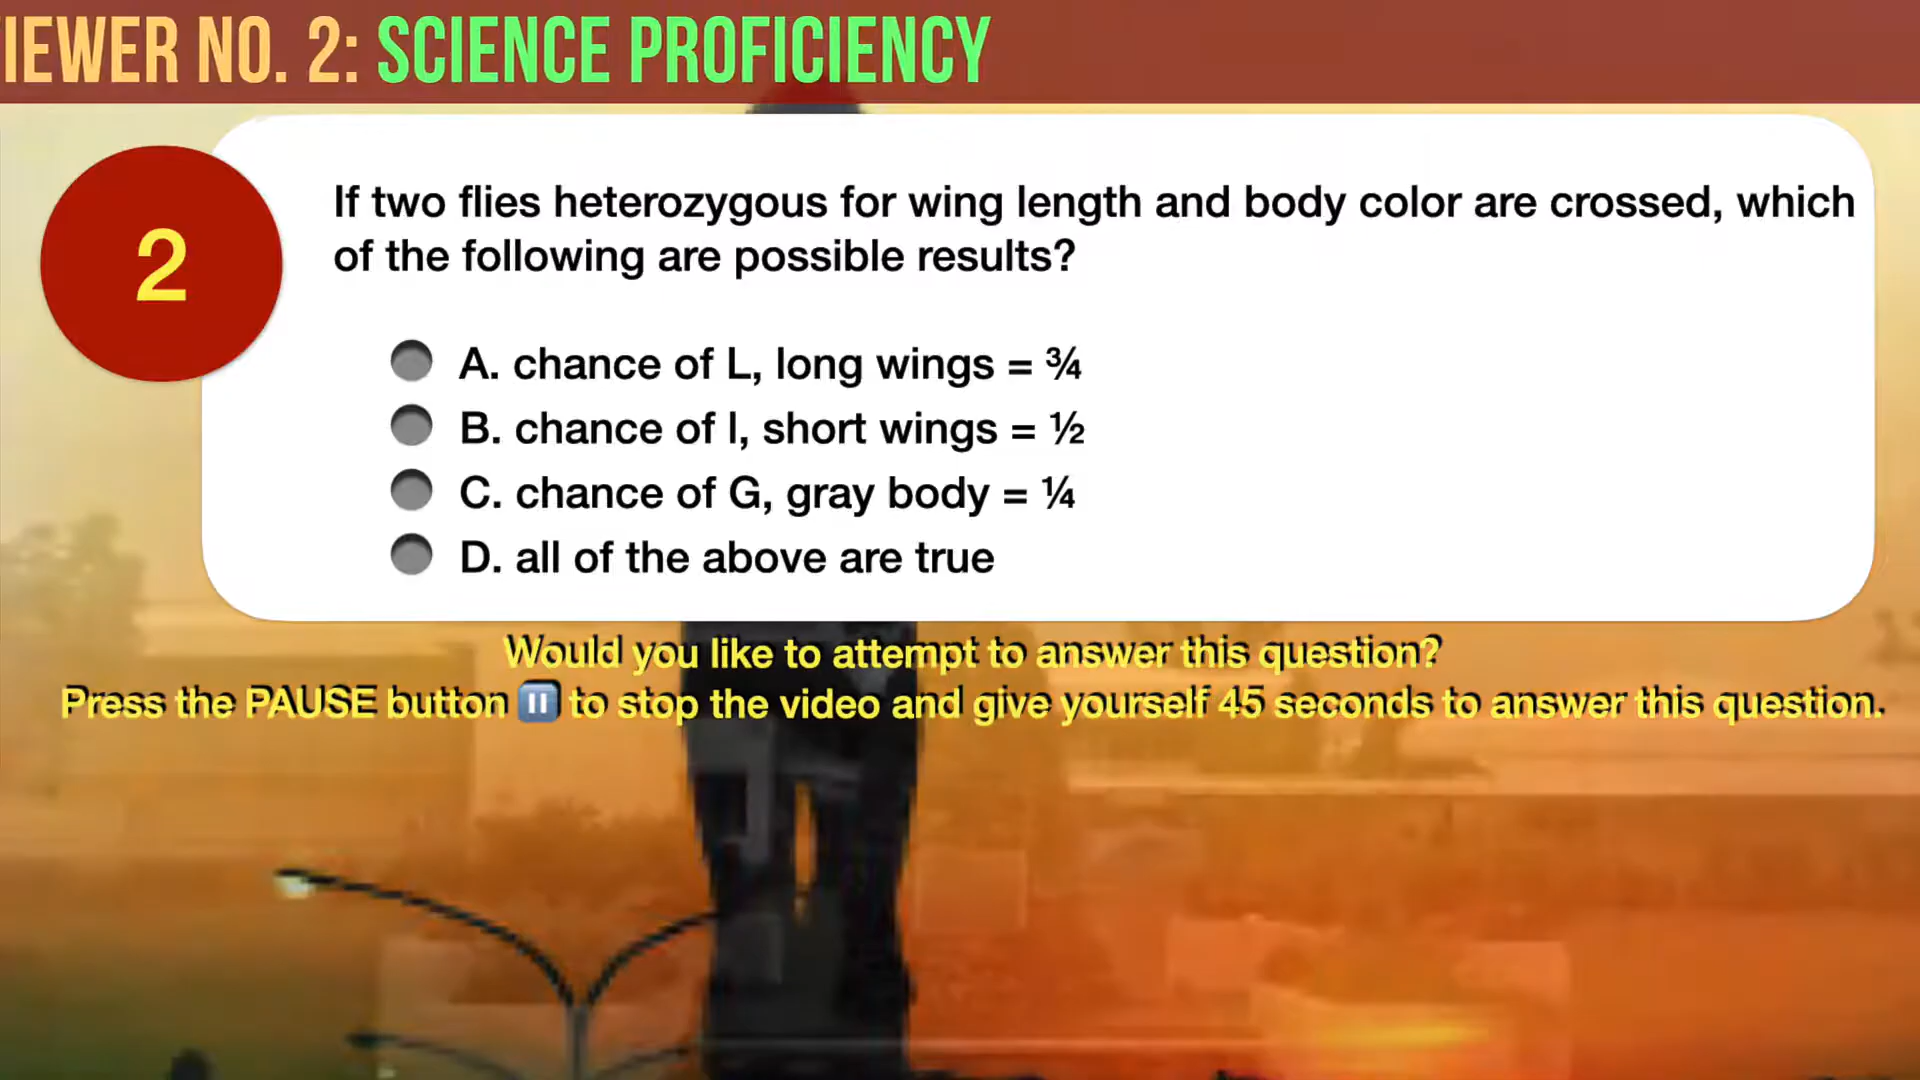 IEWER NO. 2: SCIENCE PROFICIENCY
2
If two flies heterozygous for wing length and body color are crossed, which
of the following are possible results?
A. chance of L, long wings = ¾
B. chance of l, short wings = ½
C. chance of G, gray body = ¼
D. all of the above are true
Would you like to attempt to answer this question?
Press the PAUSE button ⏸ to stop the video and give yourself 45 seconds to answer this question.